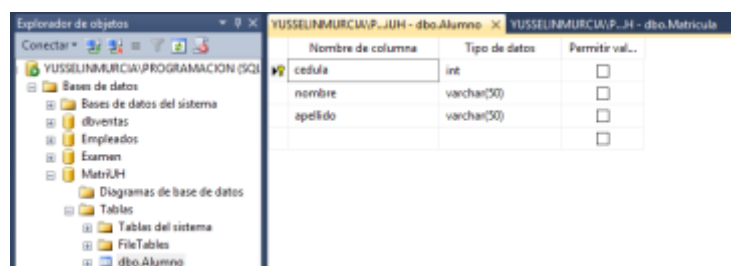 Explorador de objetos
Conectar
YUSSELINMURCIA\PROGRAMACION (SQL
Bases de datos
Bases de datos del sistema
dbventas
Empleados
Examen
MatriUH
Diagramas de base de datos
Tablas
Tablas del sistema
FileTables
dbo.Alumno
YUSSELINMURCIA\P...iUH - dbo.Alumno
YUSSELINMURCIA\P...H - dbo.Matricula
Nombre de columna Tipo de datos Permitir val...
cedula int
nombre varchar(50)
apellido varchar(50)